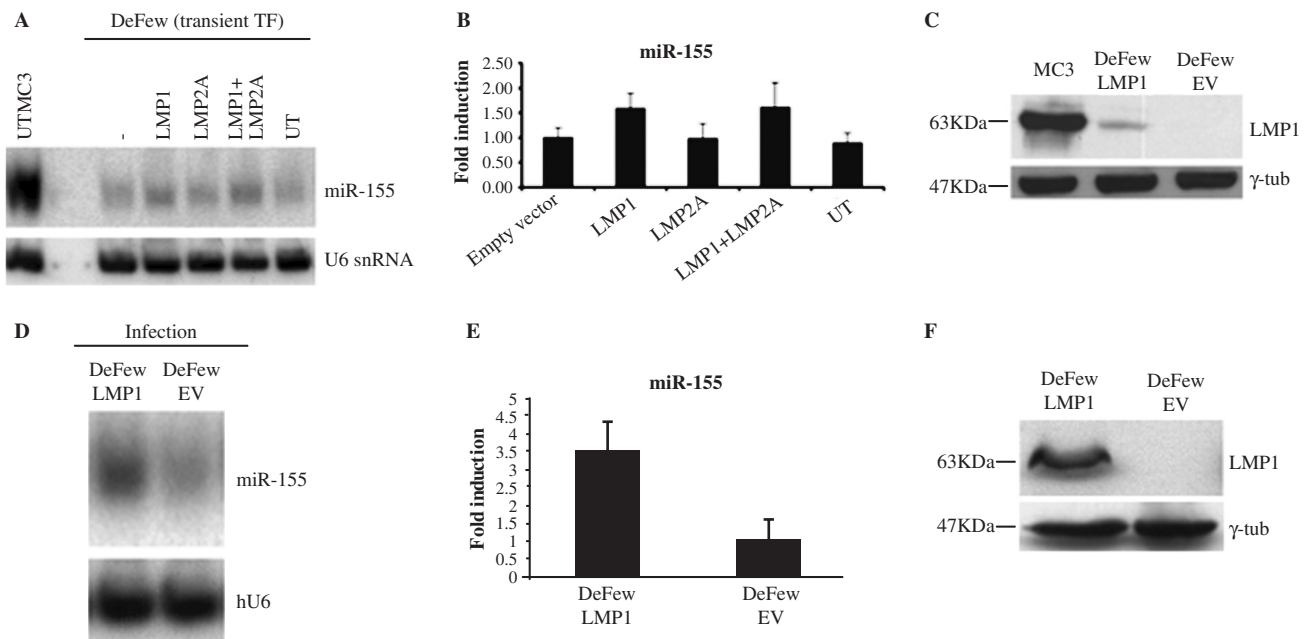 A
DeFew (transient TF)
UTMC3
-
LMP1
LMP2A
LMP1+
LMP2A
UT
miR-155
U6 snRNA
B
miR-155
Fold induction
2.50
2.00
1.50
1.00
0.50
0.00
Empty vector
LMP1
LMP2A
LMP1+LMP2A
UT
C
MC3
DeFew
LMP1
DeFew
EV
63KDa
LMP1
47KDa
γ-tub
D
Infection
DeFew
LMP1
DeFew
EV
miR-155
hU6
E
miR-155
Fold induction
5
4.5
4
3.5
3
2.5
2
1.5
1
0.5
0
DeFew
LMP1
DeFew
EV
F
DeFew
LMP1
DeFew
EV
63KDa
LMP1
47KDa
γ-tub